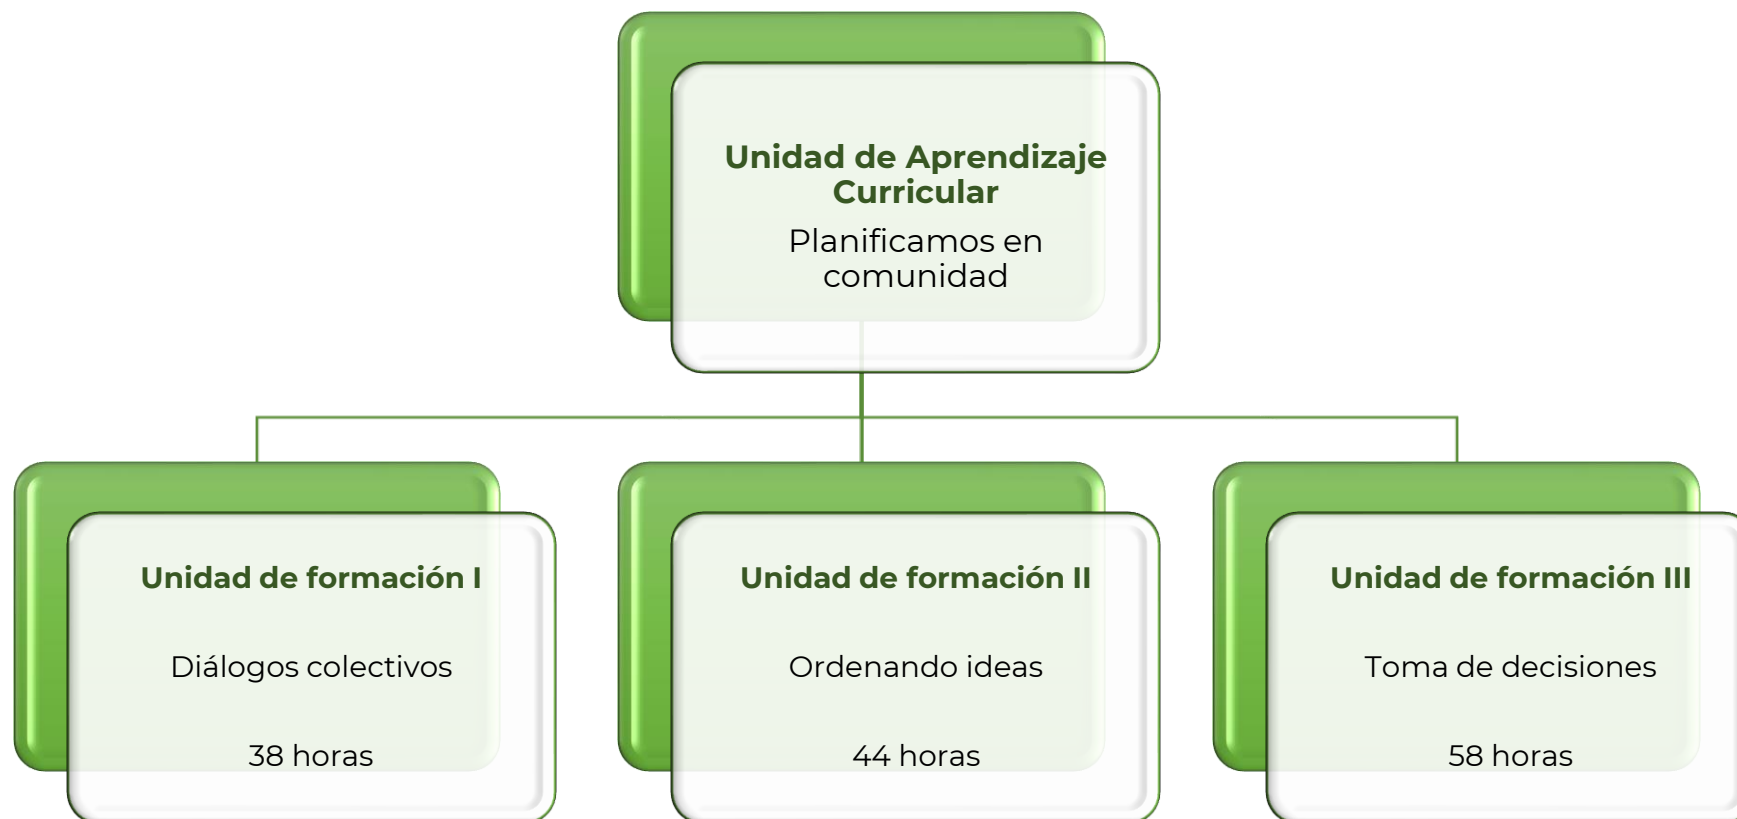 Unidad de Aprendizaje
Curricular
Planificamos en
comunidad
Unidad de formación I
Diálogos colectivos
38 horas
Unidad de formación II
Ordenando ideas
44 horas
Unidad de formación III
Toma de decisiones
58 horas